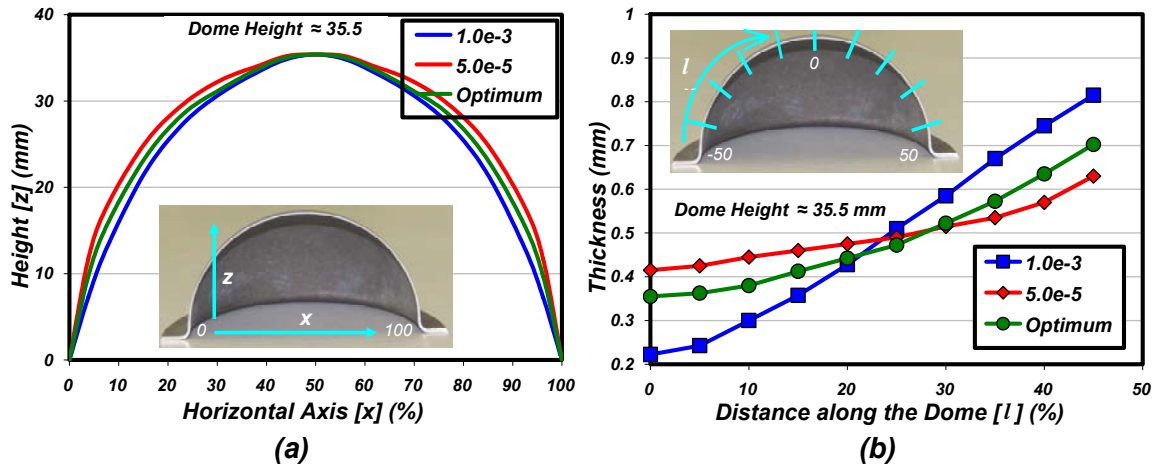 Dome Height ≈ 35.5
1.0e-3
5.0e-5
Optimum
Height [z] (mm)
40
30
20
10
0
z
0
x
100
0
10
20
30
40
50
60
70
80
90
100
Horizontal Axis [x] (%)
(a)
Thickness (mm)
1
0.9
0.8
0.7
0.6
0.5
0.4
0.3
0.2
l
0
-50
50
Dome Height ≈ 35.5 mm
1.0e-3
5.0e-5
Optimum
0
10
20
30
40
50
Distance along the Dome [l] (%)
(b)